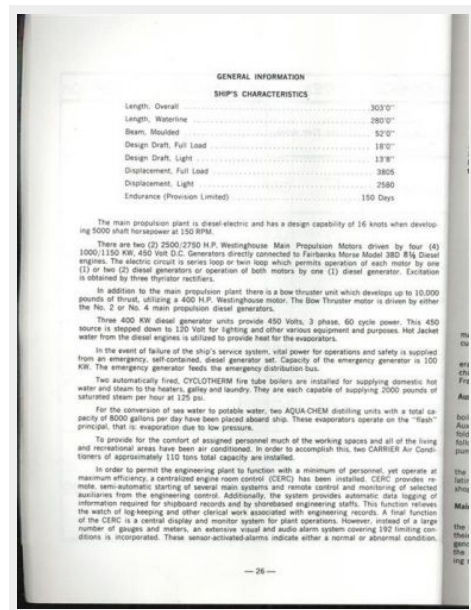 GENERAL INFORMATION
SHIP'S CHARACTERISTICS
Length, Overall ........ 303'0"
Length, Waterline ........ 280'0"
Beam, Moulded ........ 52'0"
Design Draft, Full Load ........ 18'0"
Design Draft, Light ........ 13'8"
Displacement, Full Load ........ 3805
Displacement, Light ........ 2580
Endurance (Provision Limited) ........ 150 Days
The main propulsion plant is diesel-electric and has a design capability of 16 knots when develop-
ing 5000 shaft horsepower at 150 RPM.
There are two (2) 2500/2750 H.P. Westinghouse Main Propulsion Motors driven by four (4)
1000/1150 KW, 450 Volt D.C. Generators directly connected to Fairbanks Morse Model 38D 8⅛ Diesel
engines. The electric circuit is series loop or twin loop which permits operation of each motor by one
(1) or two (2) diesel generators or operation of both motors by one (1) diesel generator. Excitation
is obtained by three thyristor rectifiers.
In addition to the main propulsion plant there is a bow thruster unit which develops up to 10,000
pounds of thrust, utilizing a 400 H.P. Westinghouse motor. The Bow Thruster motor is driven by either
the No. 2 or No. 4 main propulsion diesel generators.
Three 400 KW diesel generator units provide 450 Volts, 3 phase, 60 cycle power. This 450
source is stepped down to 120 Volt for lighting and other various equipment and purposes. Hot Jacket
water from the diesel engines is utilized to provide heat for the evaporators.
In the event of failure of the ship's service system, vital power for operations and safety is supplied
from an emergency, self-contained, diesel generator set. Capacity of the emergency generator is 100
KW. The emergency generator feeds the emergency distribution bus.
Two automatically fired, CYCLOTHERM fire tube boilers are installed for supplying domestic hot
water and steam to the heaters, galley and laundry. They are each capable of supplying 2000 pounds of
saturated steam per hour at 125 psi.
For the conversion of sea water to potable water, two AQUA-CHEM distilling units with a total ca-
pacity of 8000 gallons per day have been placed aboard ship. These evaporators operate on the "flash"
principal, that is: evaporation due to low pressure.
To provide for the comfort of assigned personnel much of the working spaces and all of the living
and recreational areas have been air conditioned. In order to accomplish this, two CARRIER Air Condi-
tioners of approximately 110 tons total capacity are installed.
In order to permit the engineering plant to function with a minimum of personnel, yet operate at
maximum efficiency, a centralized engine room control (CERC) has been installed. CERC provides re-
mote, semi-automatic starting of several main systems and remote control and monitoring of selected
auxiliaries from the engineering control. Additionally, the system provides automatic data logging of
information required for shipboard records and by shorebased engineering staffs. This function relieves
the watch of log-keeping and other clerical work associated with engineering records. A final function
of the CERC is a central display and monitor system for plant operations. However, instead of a large
number of gauges and meters, an extensive visual and audio alarm system covering 192 limiting con-
ditions is incorporated. These sensor-activated-alarms indicate either a normal or abnormal condition.
— 26 —